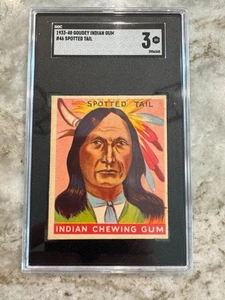 SGC
1933-40 GOUDEY INDIAN GUM
#46 SPOTTED TAIL
3
SPOTTED TAIL
INDIAN CHEWING GUM